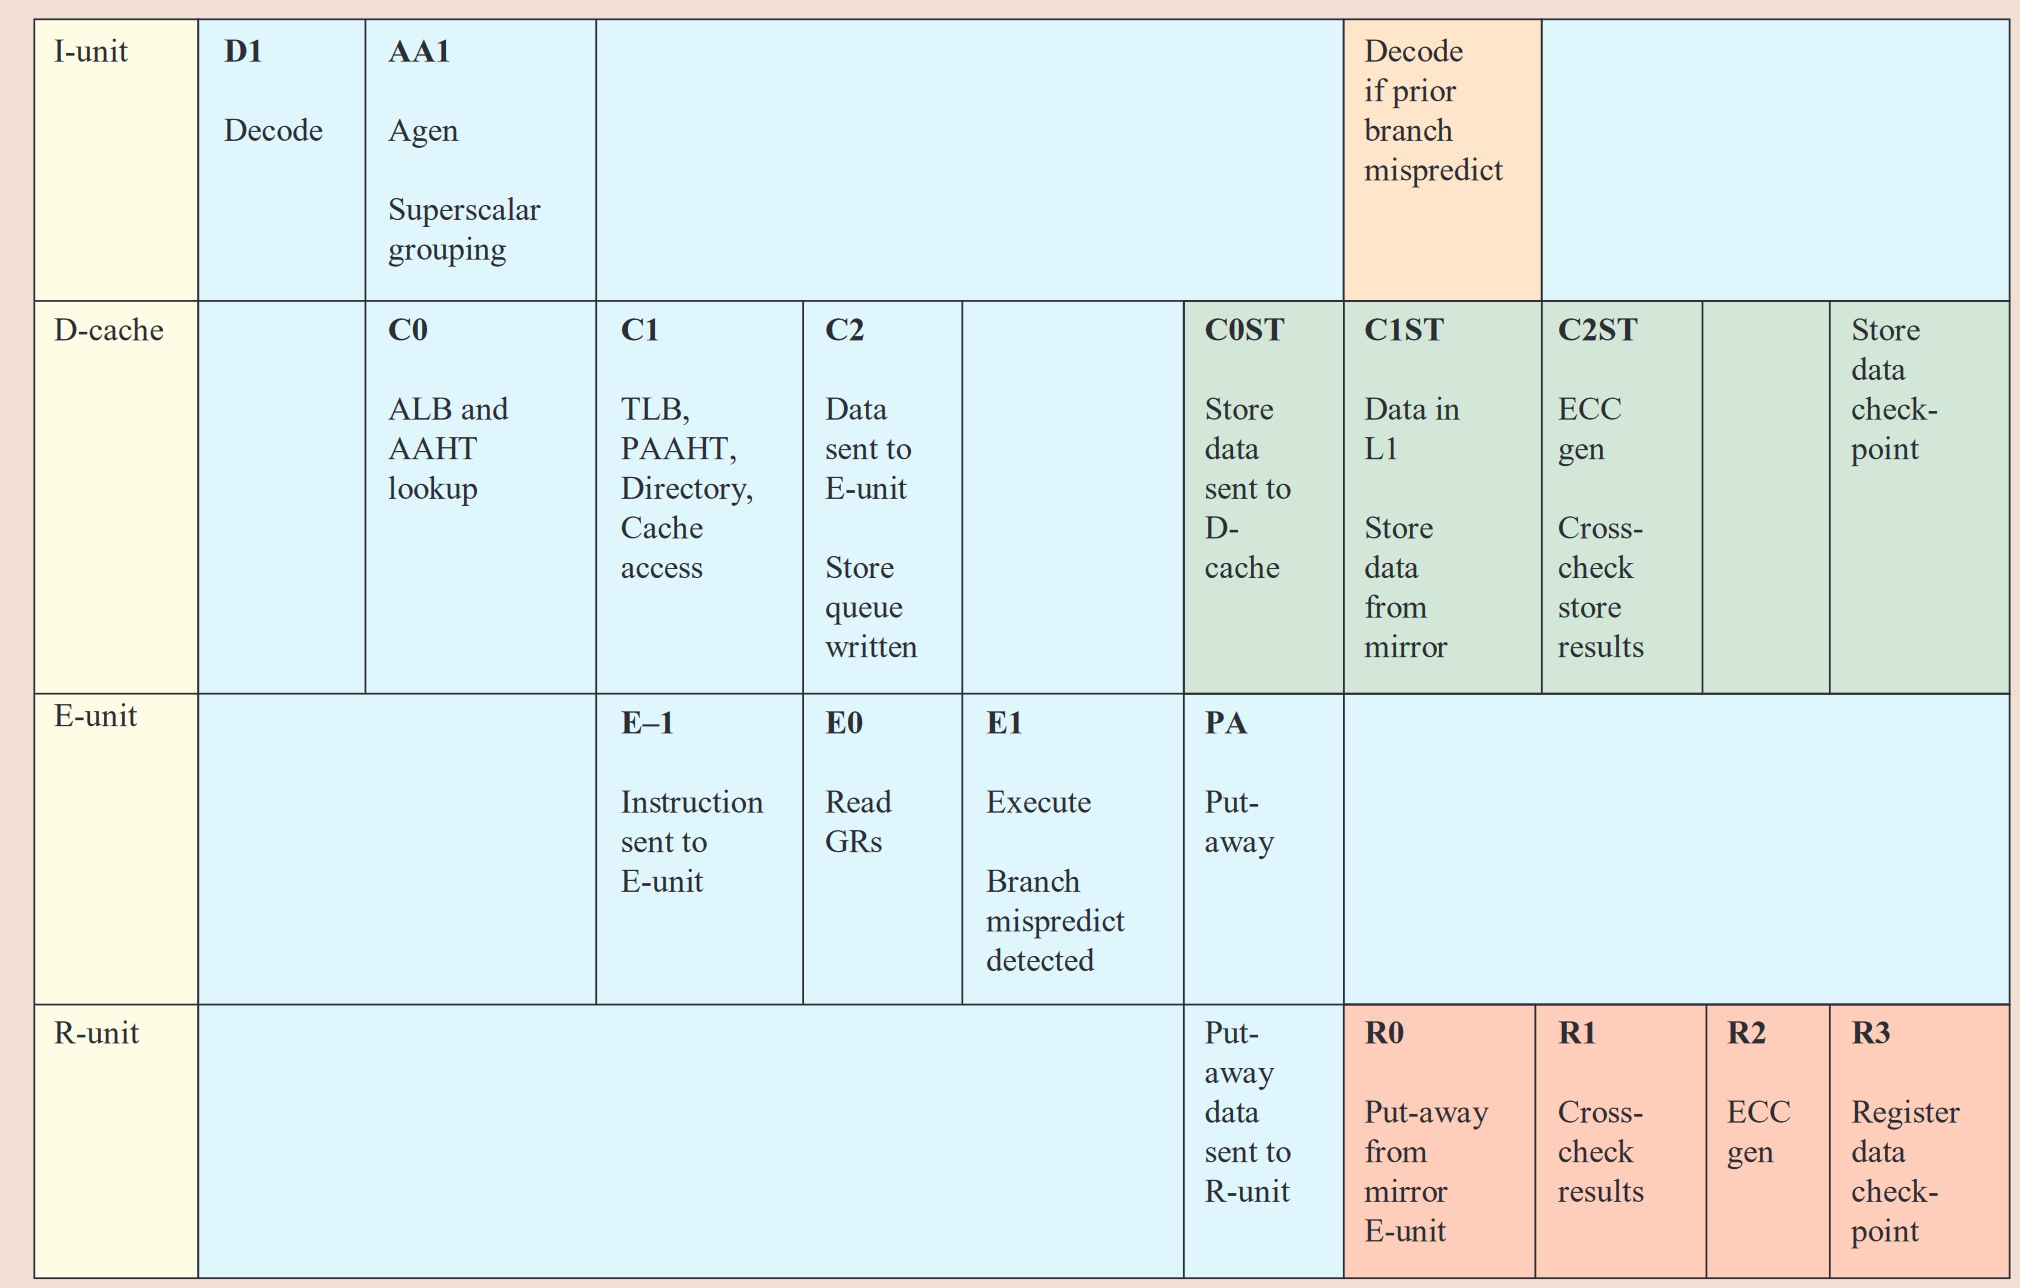 I-unit
D1
Decode
AA1
Agen
Superscalar
grouping
Decode
if prior
branch
mispredict
D-cache
C0
ALB and
AAHT
lookup
C1
TLB,
PAAHT,
Directory,
Cache
access
C2
Data
sent to
E-unit
Store
queue
written
C0ST
Store
data
sent to
D-
cache
C1ST
Data in
L1
Store
data
from
mirror
C2ST
ECC
gen
Cross-
check
store
results
Store
data
check-
point
E-unit
E–1
Instruction
sent to
E-unit
E0
Read
GRs
E1
Execute
Branch
mispredict
detected
PA
Put-
away
R-unit
Put-
away
data
sent to
R-unit
R0
Put-away
from
mirror
E-unit
R1
Cross-
check
results
R2
ECC
gen
R3
Register
data
check-
point